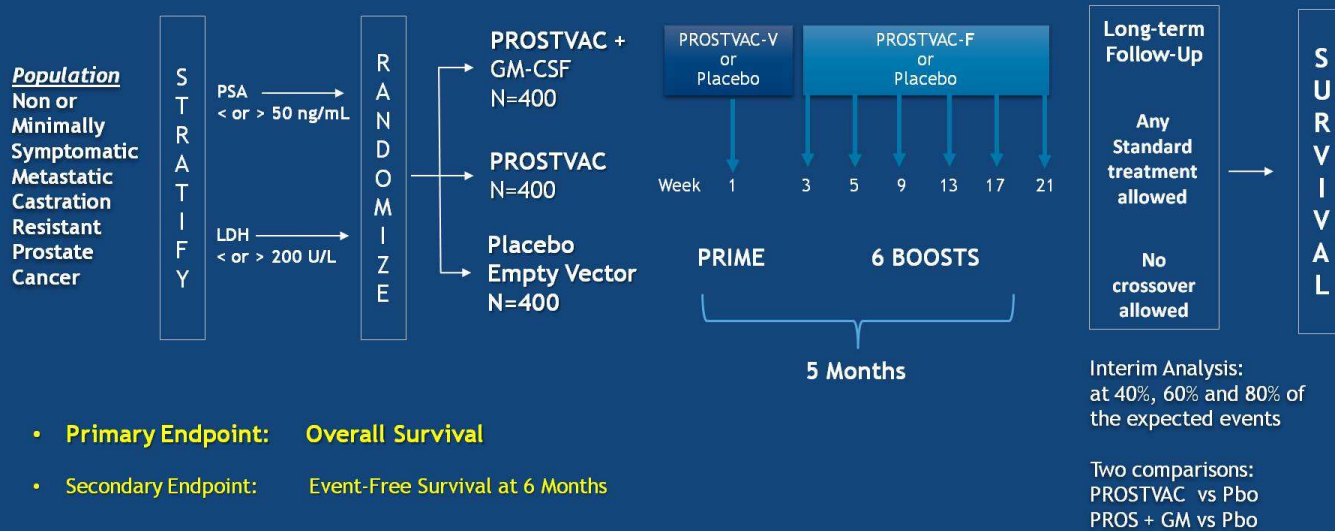 Population
Non or
Minimally
Symptomatic
Metastatic
Castration
Resistant
Prostate
Cancer
STRATIFY
PSA
< or > 50 ng/mL
LDH
< or > 200 U/L
RANDOMIZE
PROSTVAC +
GM-CSF
N=400
PROSTVAC
N=400
Placebo
Empty Vector
N=400
PROSTVAC-V
or
Placebo
PROSTVAC-F
or
Placebo
Week 1 3 5 9 13 17 21
PRIME
6 BOOSTS
5 Months
Long-term
Follow-Up
Any
Standard
treatment
allowed
No
crossover
allowed
SURVIVAL
Interim Analysis:
at 40%, 60% and 80% of
the expected events
Two comparisons:
PROSTVAC vs Pbo
PROS + GM vs Pbo
• Primary Endpoint: Overall Survival
• Secondary Endpoint: Event-Free Survival at 6 Months